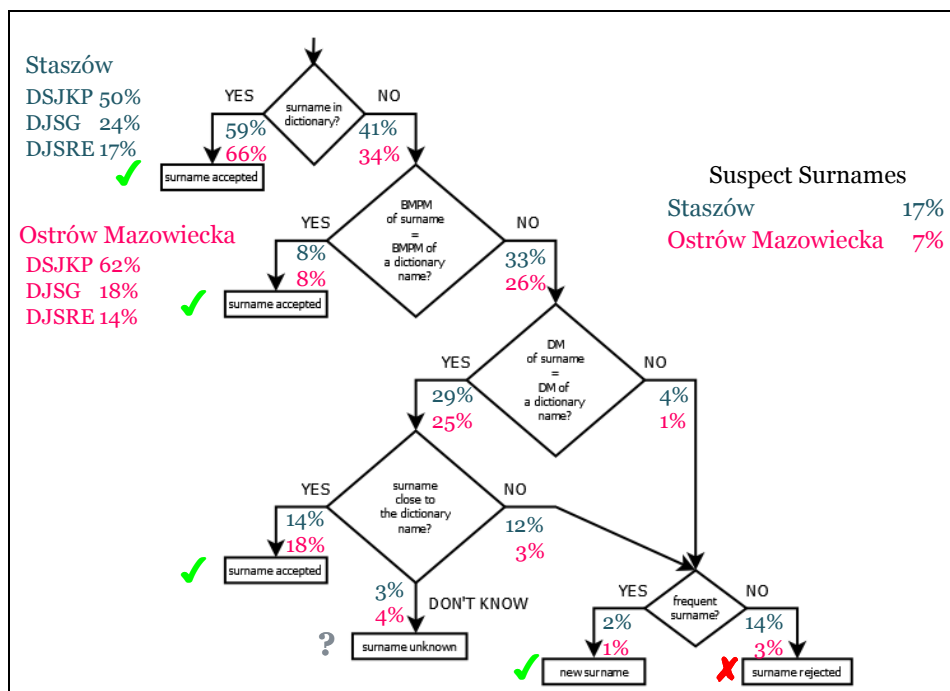 Staszów
DSJKP 50%
DJSG 24%
DJSRE 17%
YES
NO
surname in
dictionary?
59%
41%
66%
34%
✓
surname accepted
Suspect Surnames
Staszów 17%
Ostrów Mazowiecka 7%
Ostrów Mazowiecka
DSJKP 62%
DJSG 18%
DJSRE 14%
YES
NO
BMPM
of surname
=
BMPM of
a dictionary
name?
8%
33%
8%
26%
✓
surname accepted
YES
NO
DM
of surname
=
DM of
a dictionary
name?
29%
4%
25%
1%
YES
NO
surname
close to
the dictionary
name?
14%
12%
18%
3%
✓
surname accepted
3%
4%
DON'T KNOW
?
surname unknown
YES
NO
frequent
surname?
2%
14%
1%
3%
✓
new surname
✗
surname rejected